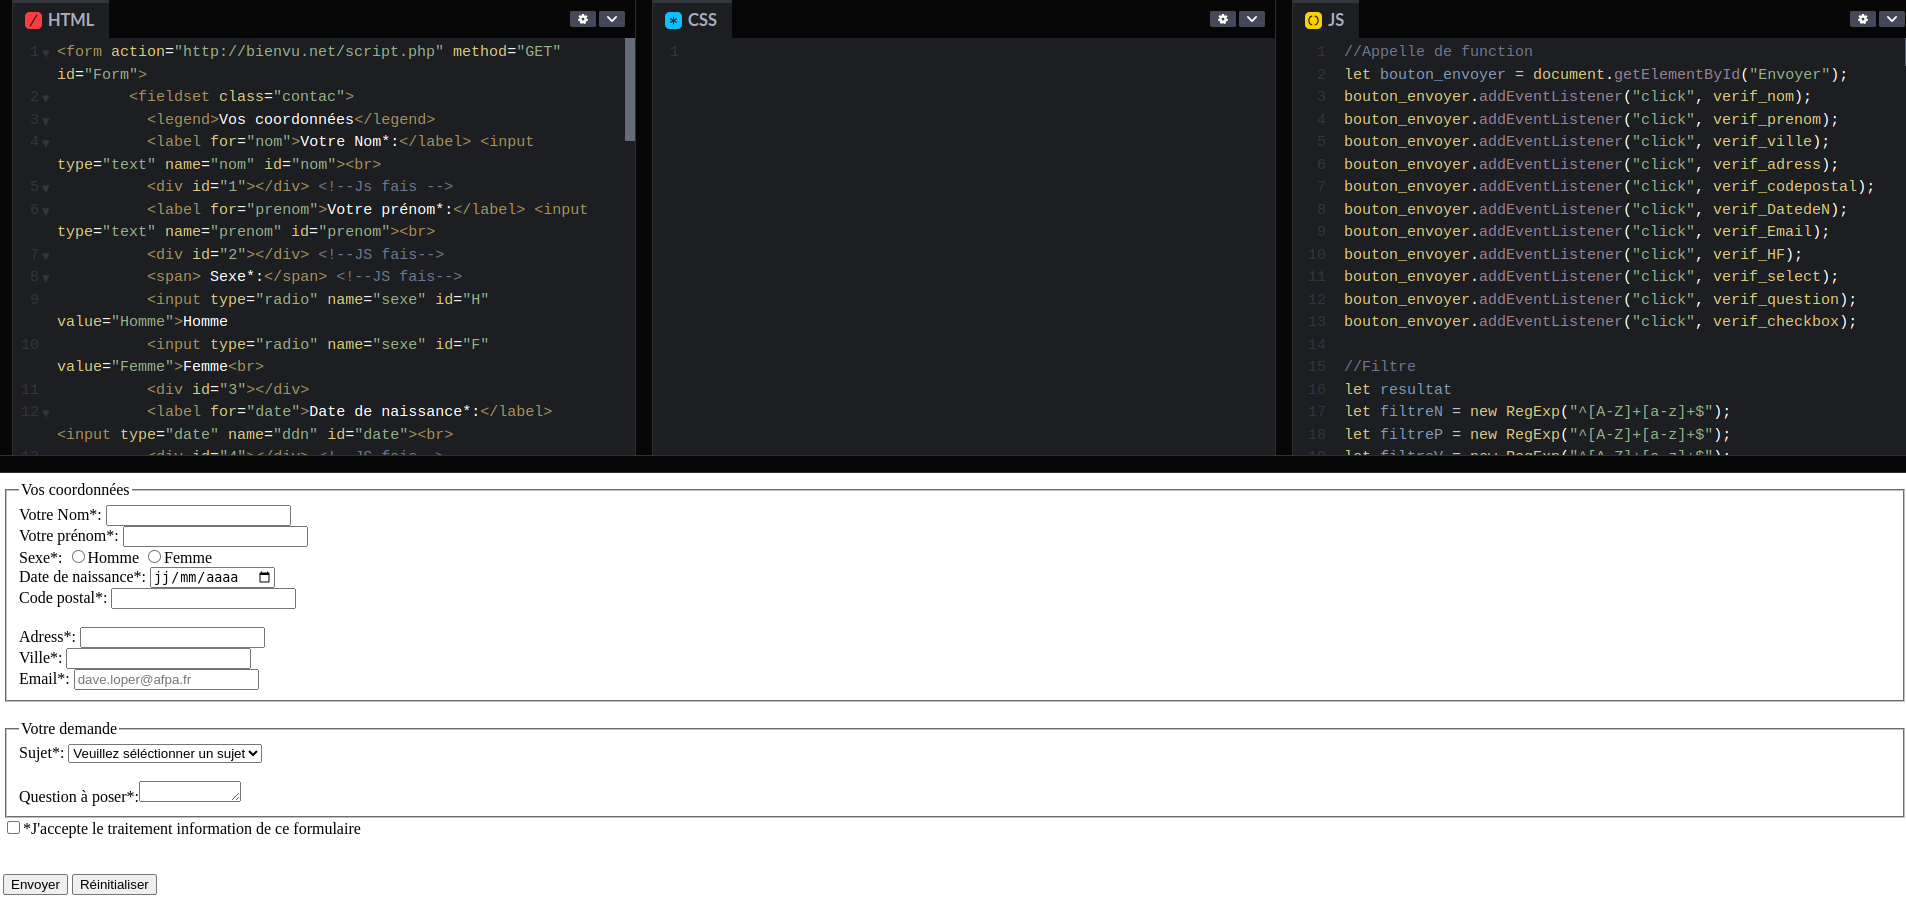 HTML
1 <form action="http://bienvu.net/script.php" method="GET"
id="Form">
2 <fieldset class="contac">
3 <legend>Vos coordonnées</legend>
4 <label for="nom">Votre Nom*:</label> <input
type="text" name="nom" id="nom"><br>
5 <div id="1"></div> <!--Js fais -->
6 <label for="prenom">Votre prénom*:</label> <input
type="text" name="prenom" id="prenom"><br>
7 <div id="2"></div> <!--JS fais-->
8 <span> Sexe*:</span> <!--JS fais-->
9 <input type="radio" name="sexe" id="H"
value="Homme">Homme
10 <input type="radio" name="sexe" id="F"
value="Femme">Femme<br>
11 <div id="3"></div>
12 <label for="date">Date de naissance*:</label>
<input type="date" name="ddn" id="date"><br>
13 <div id="4"></div> <!--JS fais-->
CSS
1
JS
1 //Appelle de function
2 let bouton_envoyer = document.getElementById("Envoyer");
3 bouton_envoyer.addEventListener("click", verif_nom);
4 bouton_envoyer.addEventListener("click", verif_prenom);
5 bouton_envoyer.addEventListener("click", verif_ville);
6 bouton_envoyer.addEventListener("click", verif_adress);
7 bouton_envoyer.addEventListener("click", verif_codepostal);
8 bouton_envoyer.addEventListener("click", verif_DatedeN);
9 bouton_envoyer.addEventListener("click", verif_Email);
10 bouton_envoyer.addEventListener("click", verif_HF);
11 bouton_envoyer.addEventListener("click", verif_select);
12 bouton_envoyer.addEventListener("click", verif_question);
13 bouton_envoyer.addEventListener("click", verif_checkbox);
14
15 //Filtre
16 let resultat
17 let filtreN = new RegExp("^[A-Z]+[a-z]+$");
18 let filtreP = new RegExp("^[A-Z]+[a-z]+$");
19 let filtreV = new RegExp("^[A-Z]+[a-z]+$");
Vos coordonnées
Votre Nom*:
Votre prénom*:
Sexe*: Homme Femme
Date de naissance*: jj/mm/aaaa
Code postal*:
Adress*:
Ville*:
Email*: dave.loper@afpa.fr
Votre demande
Sujet*: Veuillez séléctionner un sujet
Question à poser*:
*J'accepte le traitement information de ce formulaire
Envoyer Réinitialiser